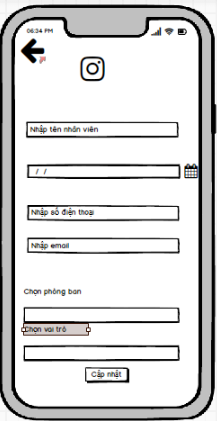 06:34 PM
Nhập tên nhân viên
/ /
Nhập số điện thoại
Nhập email
Chọn phòng ban
Chọn vai trò
Cập nhật